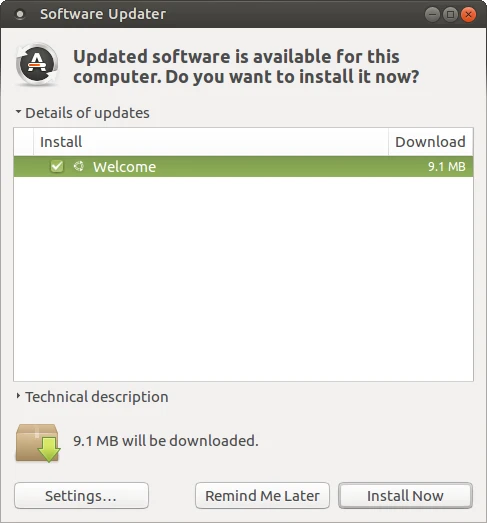 Software Updater
Updated software is available for this
computer. Do you want to install it now?
Details of updates
Install Download
Welcome 9.1 MB
Technical description
9.1 MB will be downloaded.
Settings… Remind Me Later Install Now